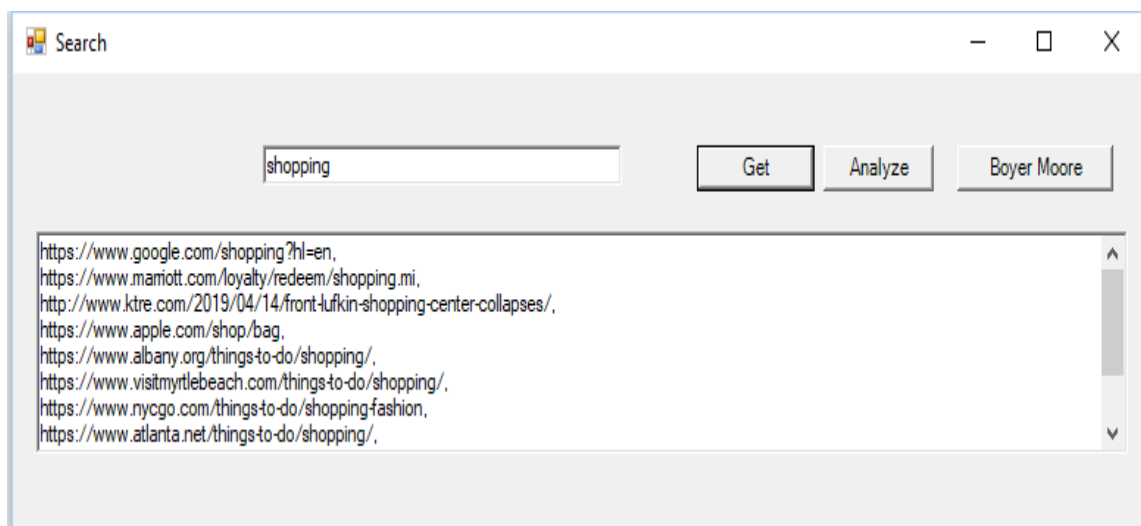 Search
shopping
Get
Analyze
Boyer Moore
https://www.google.com/shopping?hl=en,
https://www.marriott.com/loyalty/redeem/shopping.mi,
http://www.ktre.com/2019/04/14/front-lufkin-shopping-center-collapses/,
https://www.apple.com/shop/bag,
https://www.albany.org/things-to-do/shopping/,
https://www.visitmyrtlebeach.com/things-to-do/shopping/,
https://www.nycgo.com/things-to-do/shopping-fashion,
https://www.atlanta.net/things-to-do/shopping/,